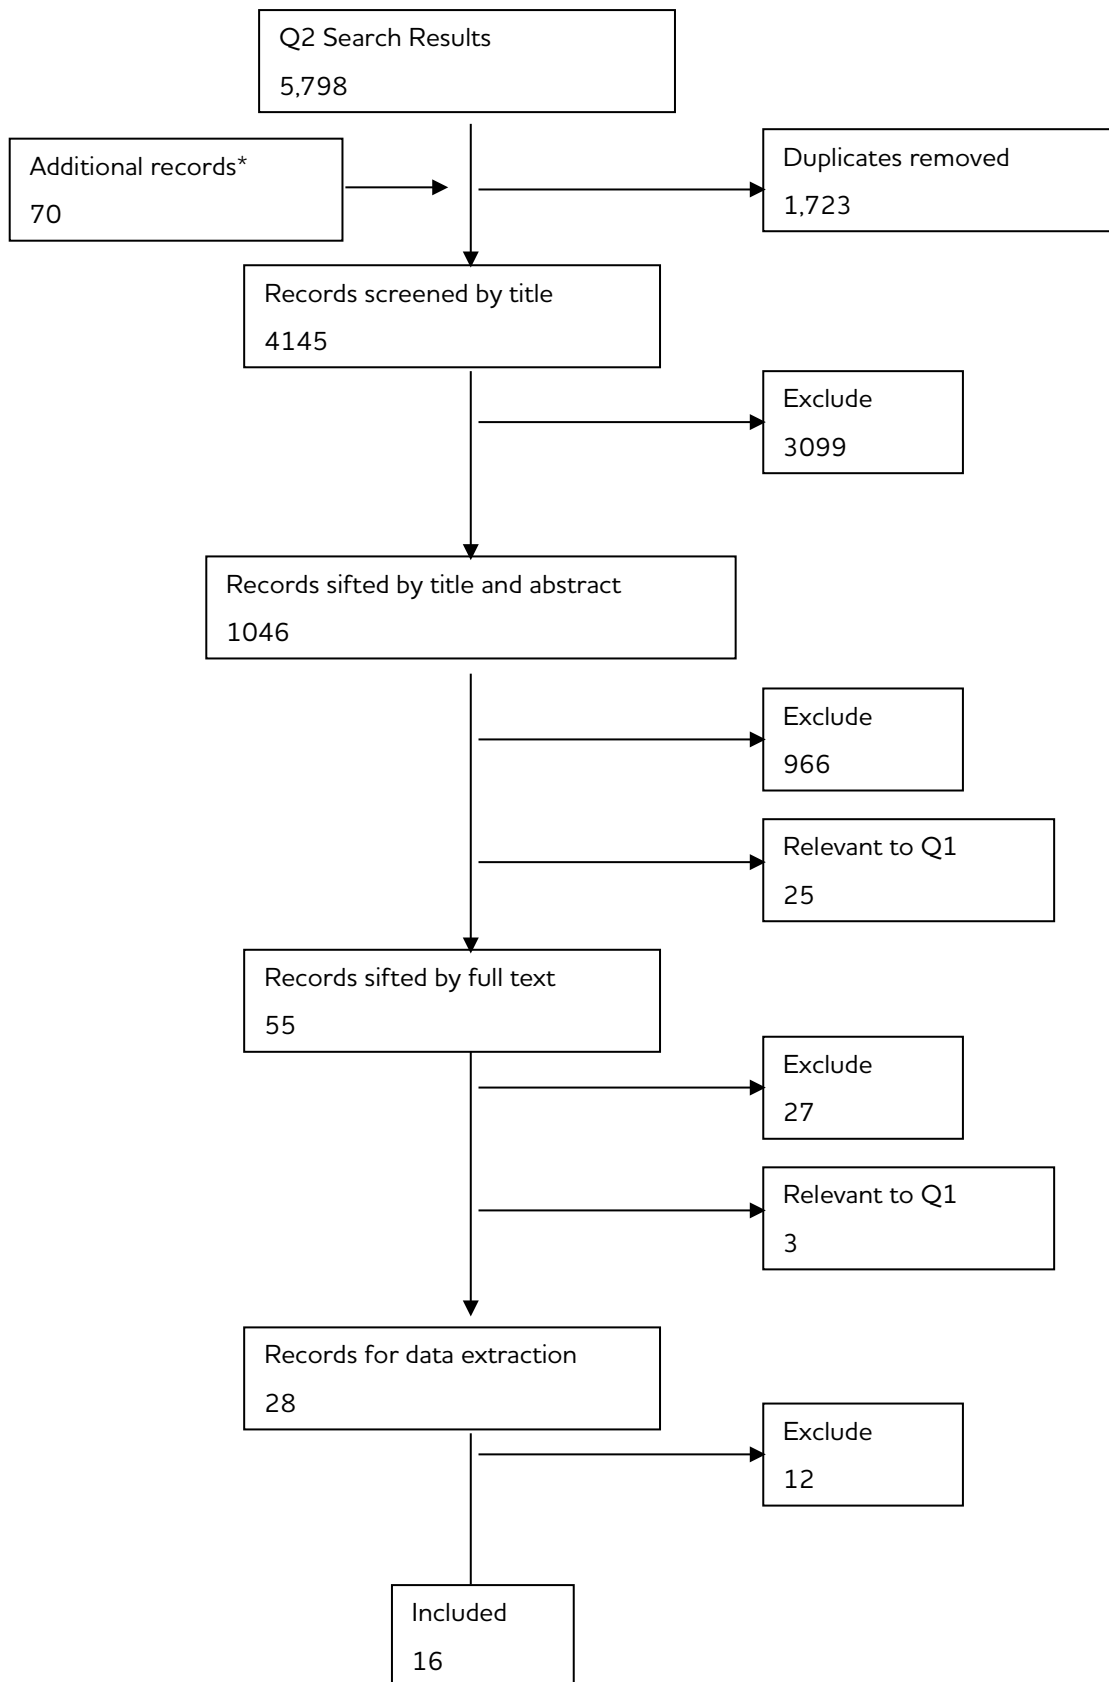 Q2 Search Results
5,798
Additional records*
70
Duplicates removed
1,723
Records screened by title
4145
Exclude
3099
Records sifted by title and abstract
1046
Exclude
966
Relevant to Q1
25
Records sifted by full text
55
Exclude
27
Relevant to Q1
3
Records for data extraction
28
Exclude
12
Included
16